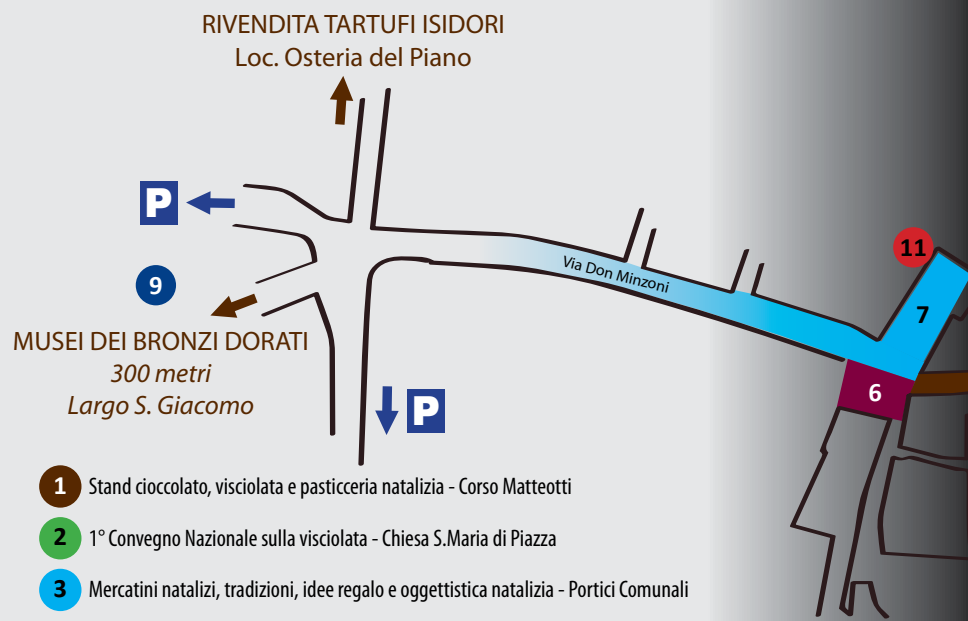 RIVENDITA TARTUFI ISIDORI
Loc. Osteria del Piano
P
11
Via Don Minzoni
9
7
MUSEI DEI BRONZI DORATI
300 metri
Largo S. Giacomo
6
P
1 Stand cioccolato, visciolata e pasticceria natalizia - Corso Matteotti
2 1° Convegno Nazionale sulla visciolata - Chiesa S.Maria di Piazza
3 Mercatini natalizi, tradizioni, idee regalo e oggettistica natalizia - Portici Comunali